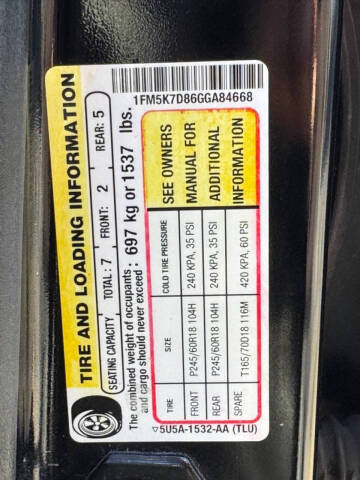 1FM5K7D86GGA84668
TIRE AND LOADING INFORMATION
SEATING CAPACITY TOTAL: 7 FRONT: 2 REAR: 5
The combined weight of occupants and cargo should never exceed : 697 kg or 1537 lbs.
TIRE SIZE COLD TIRE PRESSURE SEE OWNERS
FRONT P245/60R18 104H 240 KPA, 35 PSI MANUAL FOR
REAR P245/60R18 104H 240 KPA, 35 PSI ADDITIONAL
SPARE T165/70D18 116M 420 KPA, 60 PSI INFORMATION
5U5A-1532-AA (TLU)